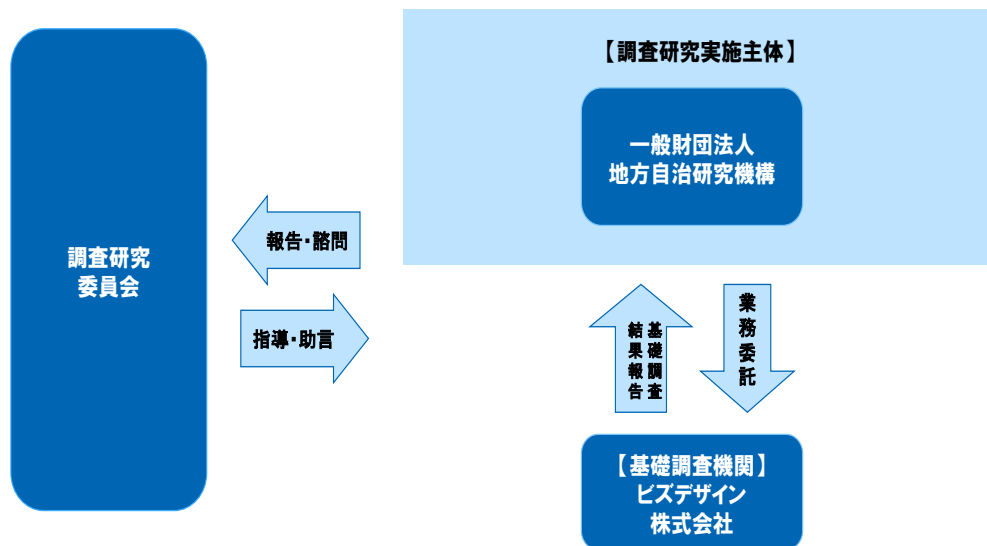 【調査研究実施主体】
一般財団法人
地方自治研究機構
調査研究
委員会
報告・諮問
指導・助言
基礎調査
結果報告
業務委託
【基礎調査機関】
ビズデザイン
株式会社